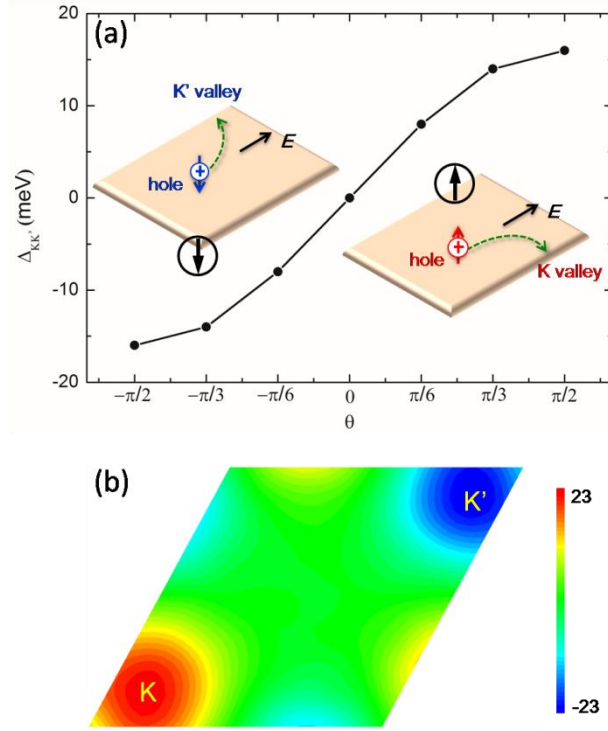 (a)
20
10
0
-10
-20
Δ_KK' (meV)
K' valley
E
hole
+
E
hole
+
K valley
−π/2 −π/3 −π/6 0 π/6 π/3 π/2
θ
(b)
K'
K
23
-23